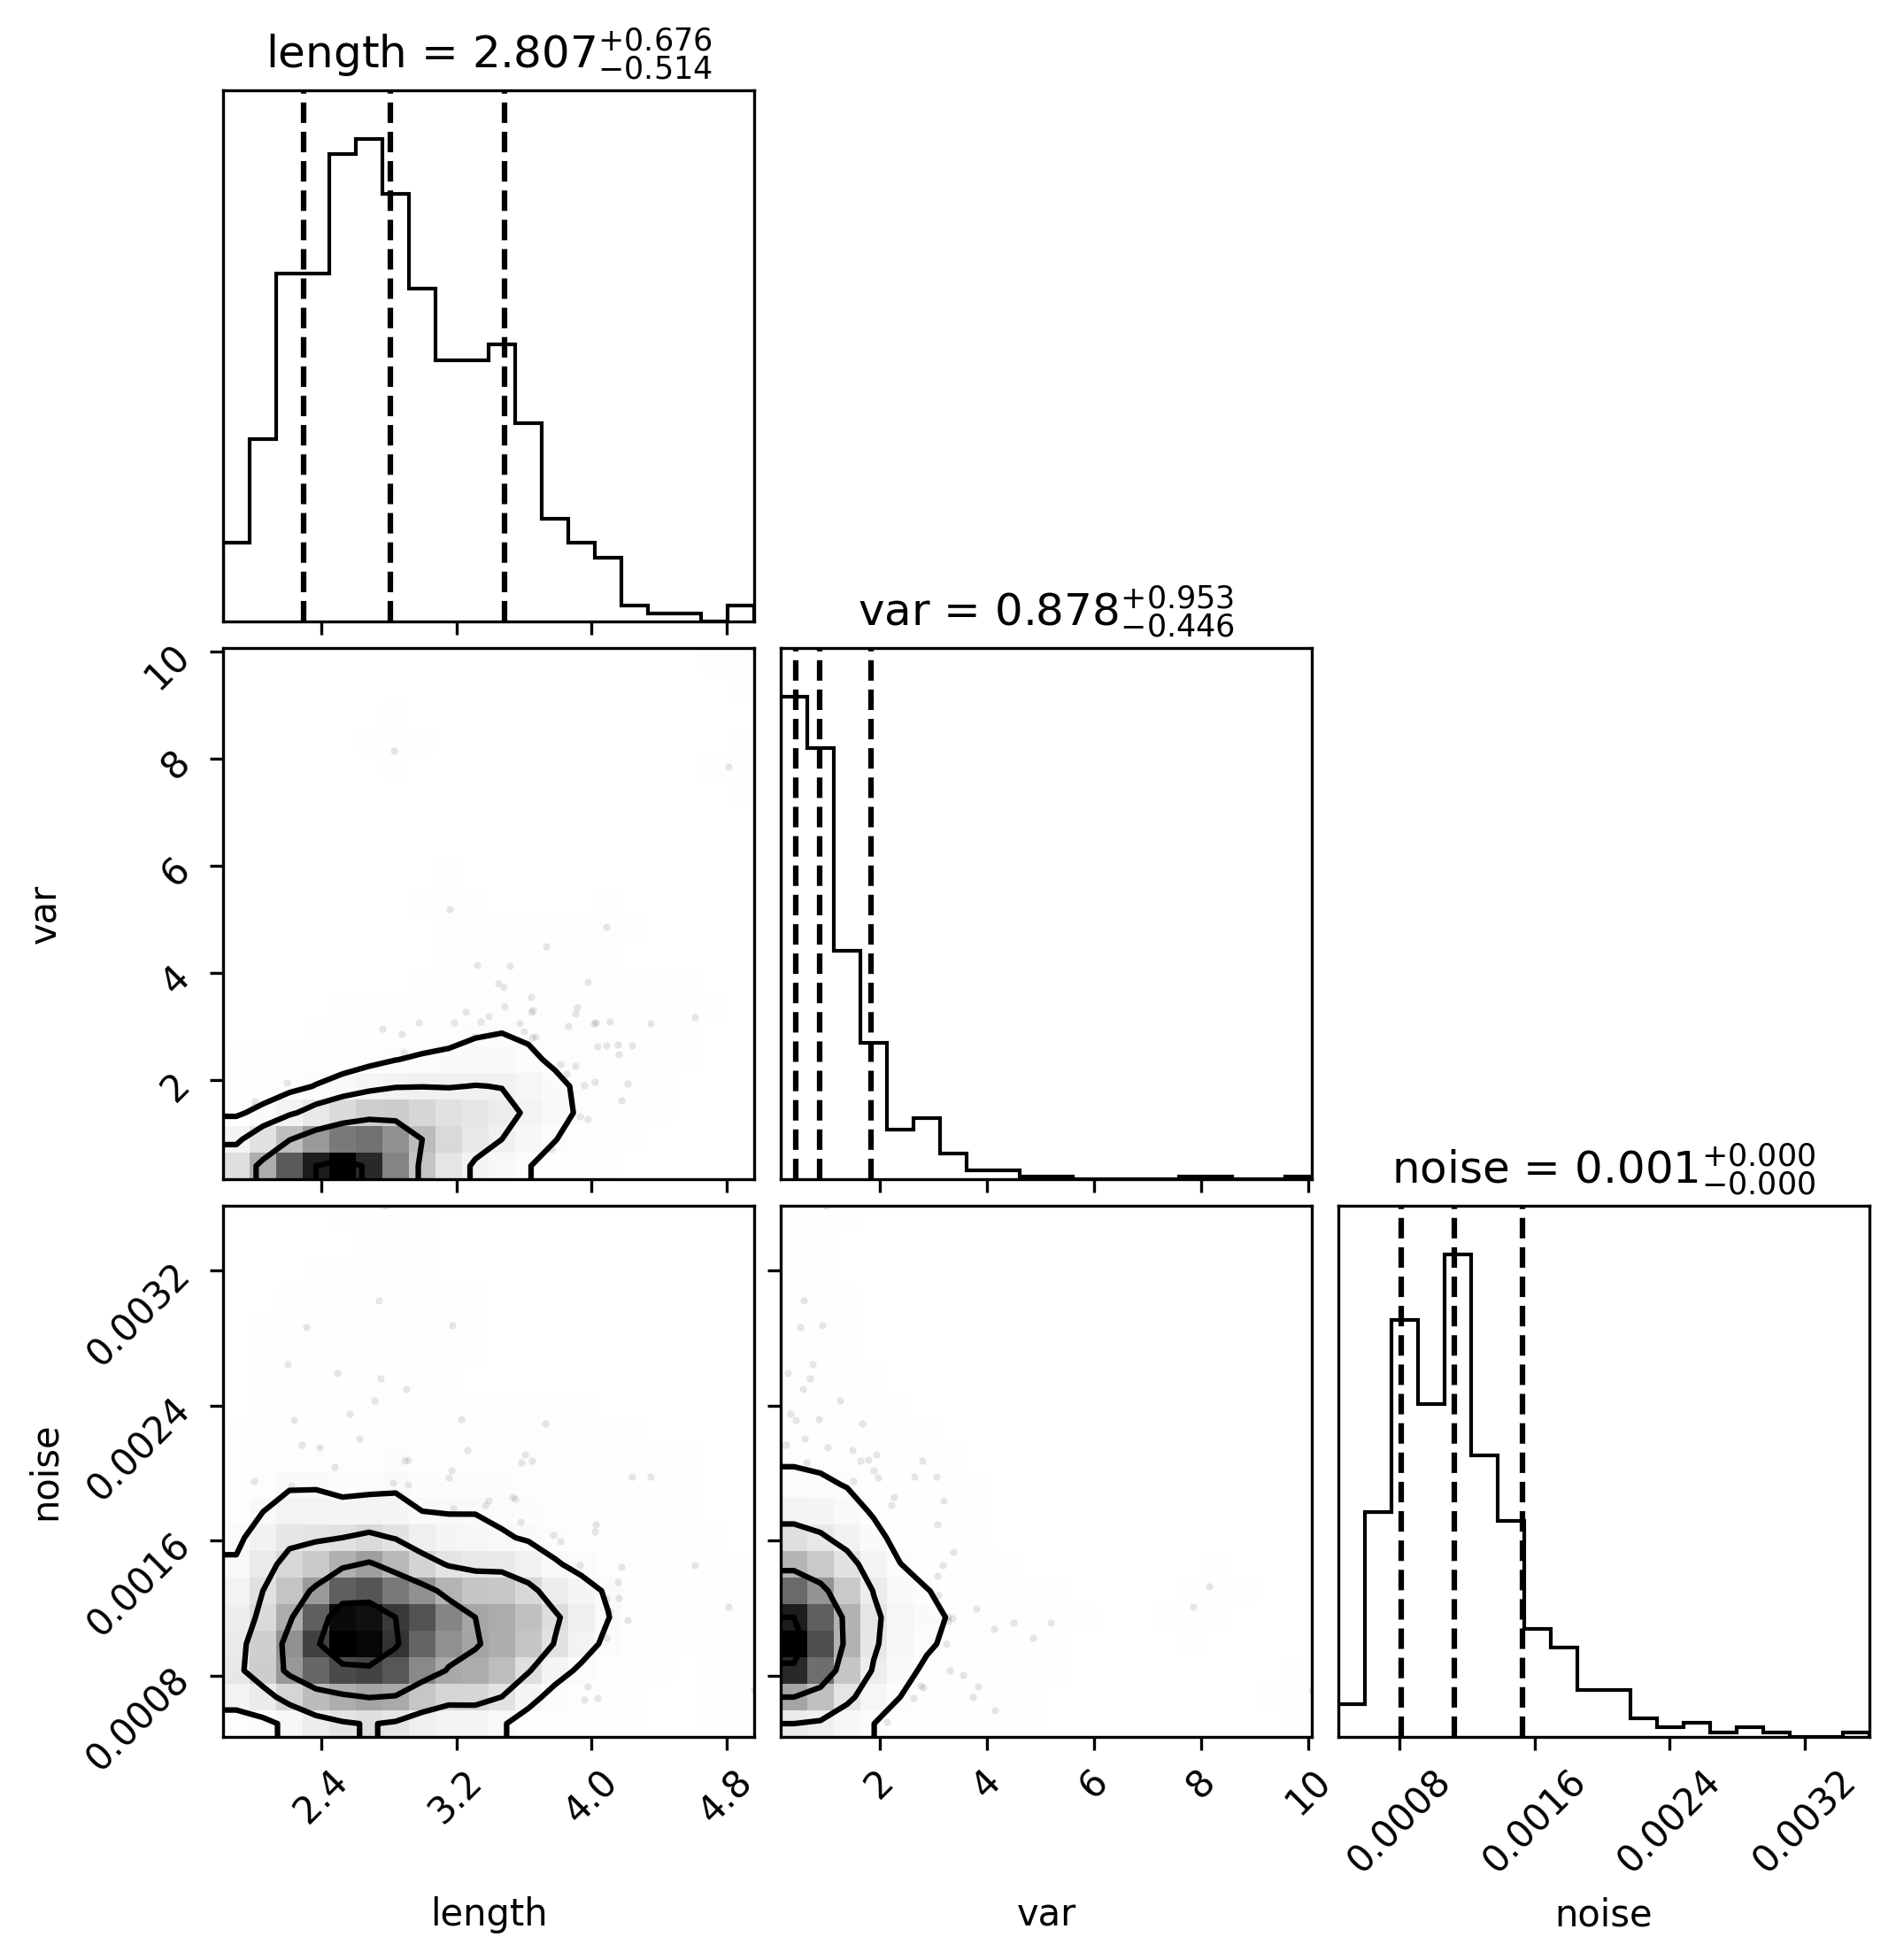 length = 2.807 +0.676 −0.514
var = 0.878 +0.953 −0.446
10
8
6
4
2
var
noise = 0.001 +0.000 −0.000
0.0032
0.0024
0.0016
0.0008
noise
2.4 3.2 4.0 4.8 2 4 6 8 10 0.0008 0.0016 0.0024 0.0032
length var noise